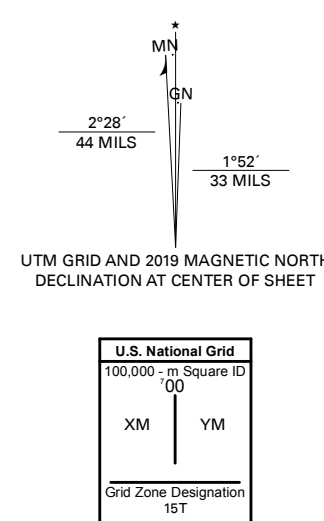 ★
MN
GN
2°28´
44 MILS
1°52´
33 MILS
UTM GRID AND 2019 MAGNETIC NORTH
DECLINATION AT CENTER OF SHEET
U.S. National Grid
100,000 - m Square ID
⁷00
XM YM
Grid Zone Designation
15T